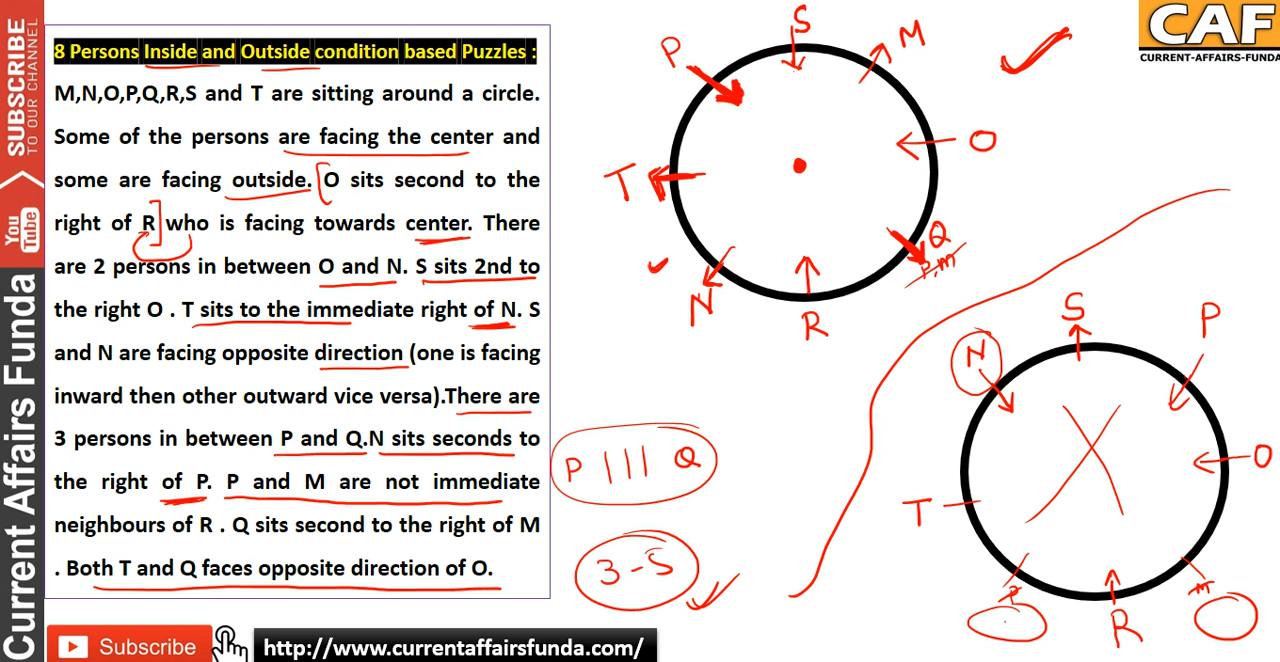 SUBSCRIBE
TO OUR CHANNEL
You Tube
Current Affairs Funda
8 Persons Inside and Outside condition based Puzzles :
M,N,O,P,Q,R,S and T are sitting around a circle.
Some of the persons are facing the center and
some are facing outside. O sits second to the
right of R who is facing towards center. There
are 2 persons in between O and N. S sits 2nd to
the right O . T sits to the immediate right of N. S
and N are facing opposite direction (one is facing
inward then other outward vice versa).There are
3 persons in between P and Q.N sits seconds to
the right of P. P and M are not immediate
neighbours of R . Q sits second to the right of M
. Both T and Q faces opposite direction of O.
Subscribe
http://www.currentaffairsfunda.com/
CAF
CURRENT-AFFAIRS-FUNDA
S
P
M
O
T
Q
P, M
N
R
P ||| Q
3-S
S
P
N
O
T
P
R
M